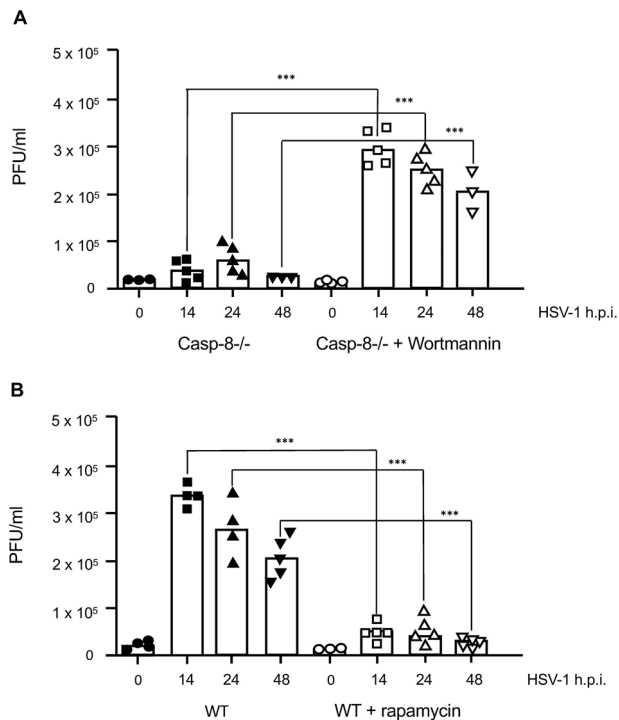 A
5 x 10⁵
4 x 10⁵
3 x 10⁵
2 x 10⁵
1 x 10⁵
0
PFU/ml
***
***
***
0 14 24 48 0 14 24 48 HSV-1 h.p.i.
Casp-8-/- Casp-8-/- + Wortmannin
B
5 x 10⁵
4 x 10⁵
3 x 10⁵
2 x 10⁵
1 x 10⁵
0
PFU/ml
***
***
***
0 14 24 48 0 14 24 48 HSV-1 h.p.i.
WT WT + rapamycin